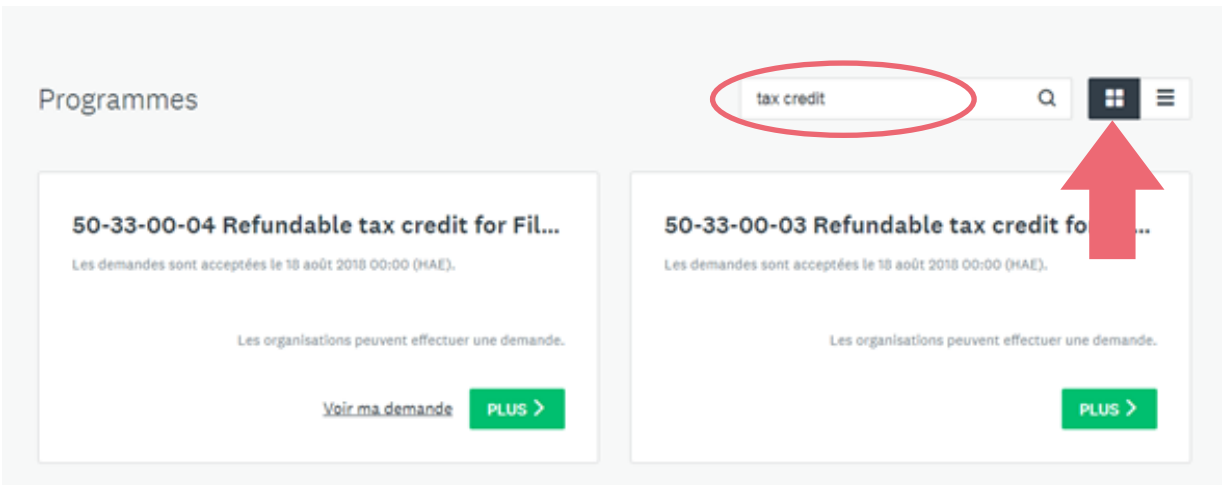 Programmes
tax credit
50-33-00-04 Refundable tax credit for Fil...
Les demandes sont acceptées le 18 août 2018 00:00 (HAE).
Les organisations peuvent effectuer une demande.
Voir ma demande
PLUS >
50-33-00-03 Refundable tax credit fo ...
Les demandes sont acceptées le 18 août 2018 00:00 (HAE).
Les organisations peuvent effectuer une demande.
PLUS >